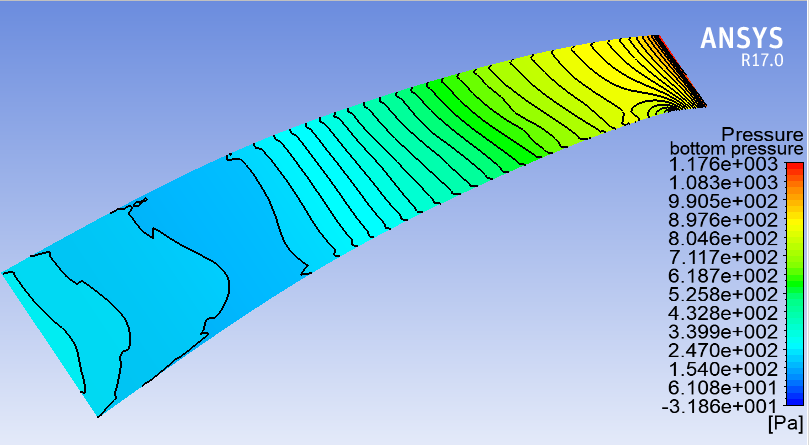 ANSYS
R17.0
Pressure
bottom pressure
1.176e+003
1.083e+003
9.905e+002
8.976e+002
8.046e+002
7.117e+002
6.187e+002
5.258e+002
4.328e+002
3.399e+002
2.470e+002
1.540e+002
6.108e+001
-3.186e+001
[Pa]